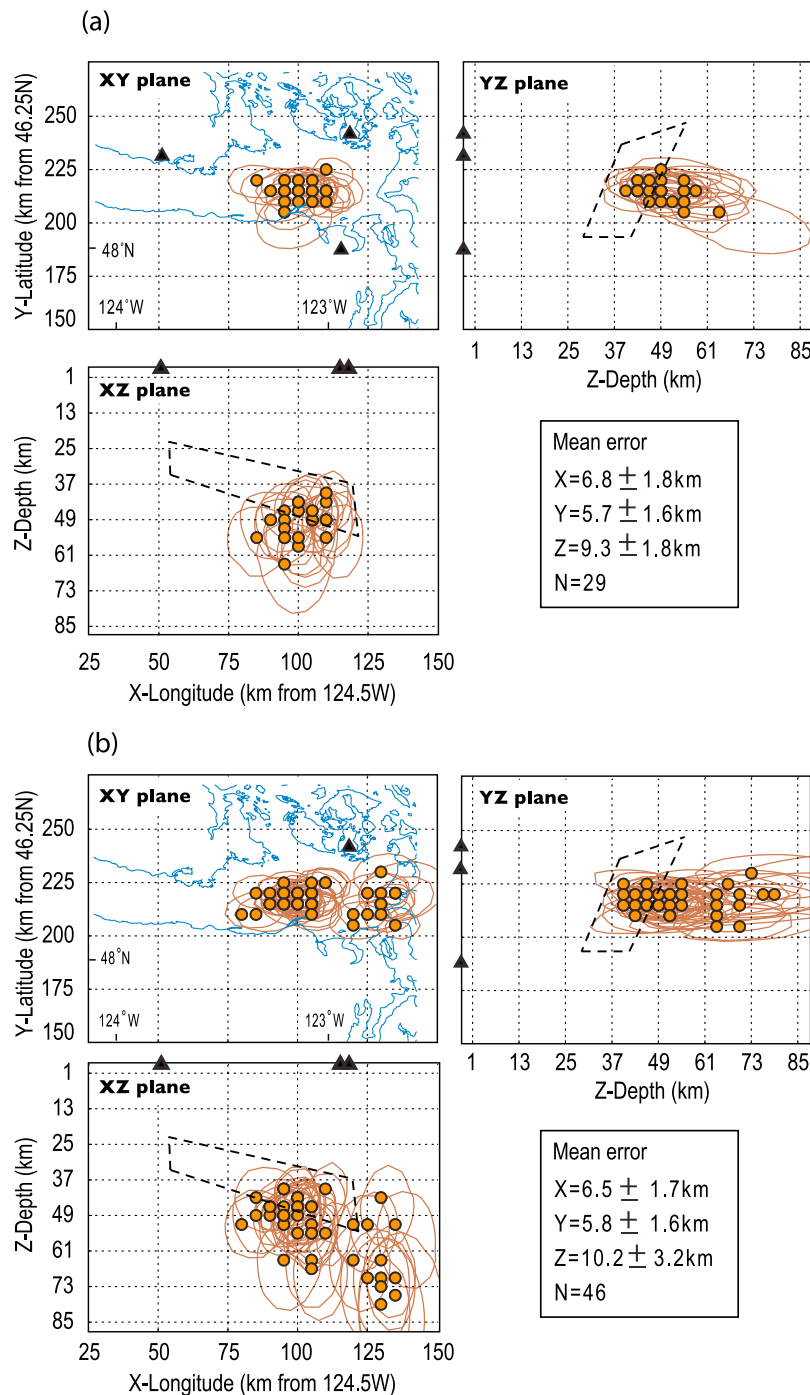 (a)
XY plane
YZ plane
250
225
200
48°N
175
150
124°W
123°W
Y-Latitude (km from 46.25N)
1 13 25 37 49 61 73 85
Z-Depth (km)
XZ plane
1
13
25
37
49
61
73
85
Z-Depth (km)
25 50 75 100 125 150
X-Longitude (km from 124.5W)
Mean error
X=6.8 ± 1.8km
Y=5.7 ± 1.6km
Z=9.3 ± 1.8km
N=29
(b)
XY plane
YZ plane
250
225
200
48°N
175
150
124°W
123°W
Y-Latitude (km from 46.25N)
1 13 25 37 49 61 73 85
Z-Depth (km)
XZ plane
1
13
25
37
49
61
73
85
Z-Depth (km)
25 50 75 100 125 150
X-Longitude (km from 124.5W)
Mean error
X=6.5 ± 1.7km
Y=5.8 ± 1.6km
Z=10.2 ± 3.2km
N=46